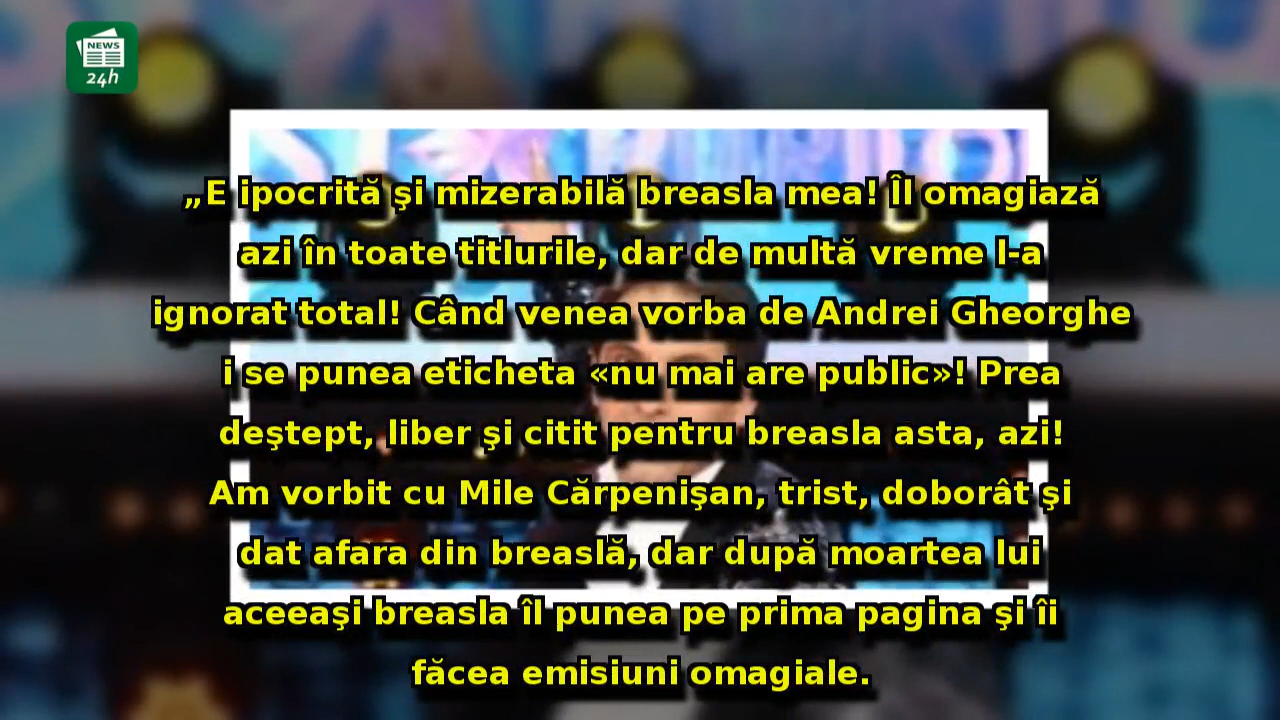 NEWS
24h
„E ipocrită şi mizerabilă breasla mea! Îl omagiază
azi în toate titlurile, dar de multă vreme l-a
ignorat total! Când venea vorba de Andrei Gheorghe
i se punea eticheta «nu mai are public»! Prea
deştept, liber şi citit pentru breasla asta, azi!
Am vorbit cu Mile Cărpenişan, trist, doborât şi
dat afara din breaslă, dar după moartea lui
aceeaşi breasla îl punea pe prima pagina şi îi
făcea emisiuni omagiale.